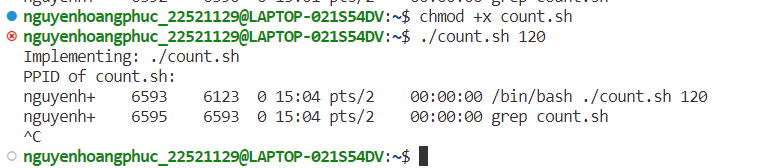 nguyenhoangphuc_22521129@LAPTOP-021S54DV:~$ chmod +x count.sh
nguyenhoangphuc_22521129@LAPTOP-021S54DV:~$ ./count.sh 120
Implementing: ./count.sh
PPID of count.sh:
nguyenh+    6593    6123  0 15:04 pts/2    00:00:00 /bin/bash ./count.sh 120
nguyenh+    6595    6593  0 15:04 pts/2    00:00:00 grep count.sh
^C
nguyenhoangphuc_22521129@LAPTOP-021S54DV:~$